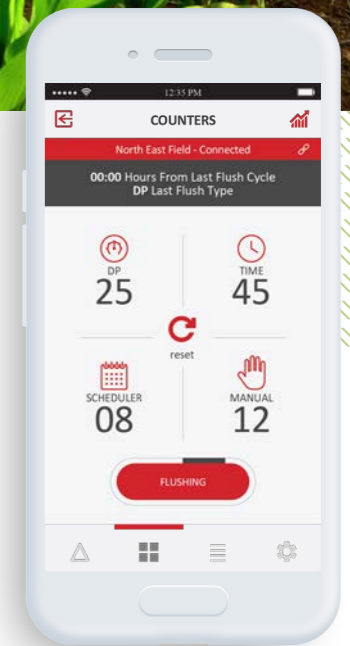 12:35 PM
COUNTERS
North East Field - Connected
00:00 Hours From Last Flush Cycle
DP Last Flush Type
DP
25
TIME
45
reset
SCHEDULER
08
MANUAL
12
FLUSHING